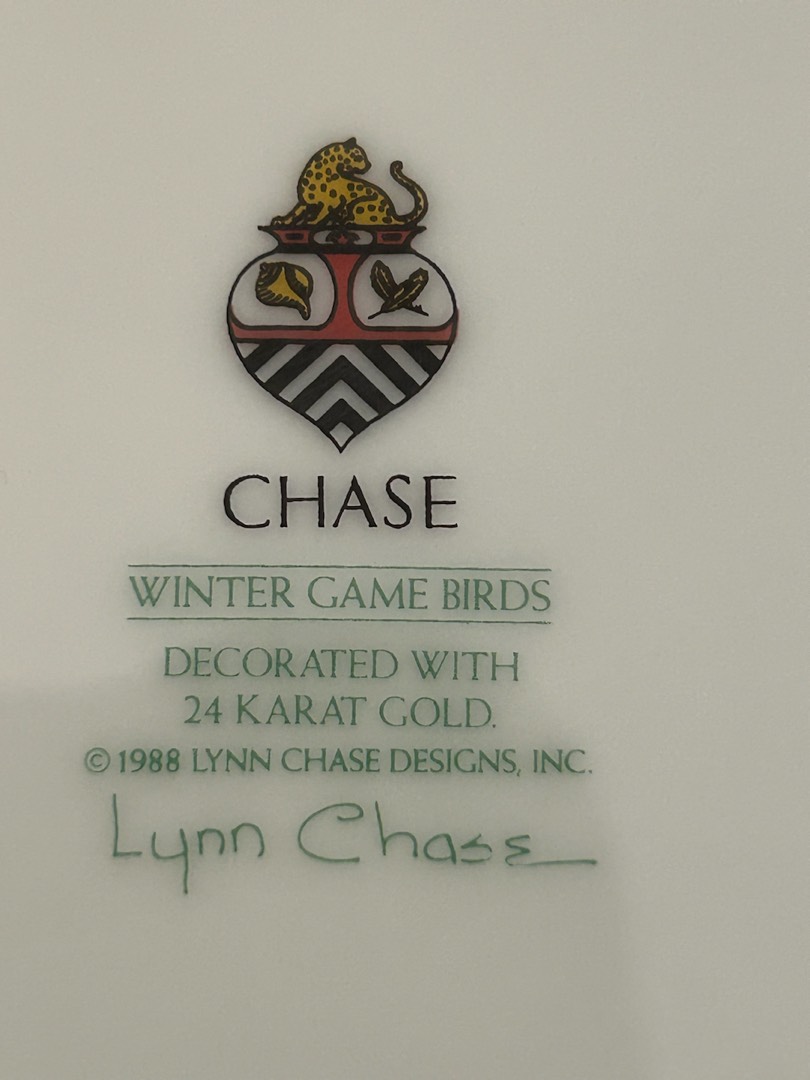 CHASE
WINTER GAME BIRDS
DECORATED WITH
24 KARAT GOLD.
© 1988 LYNN CHASE DESIGNS, INC.
Lynn Chase